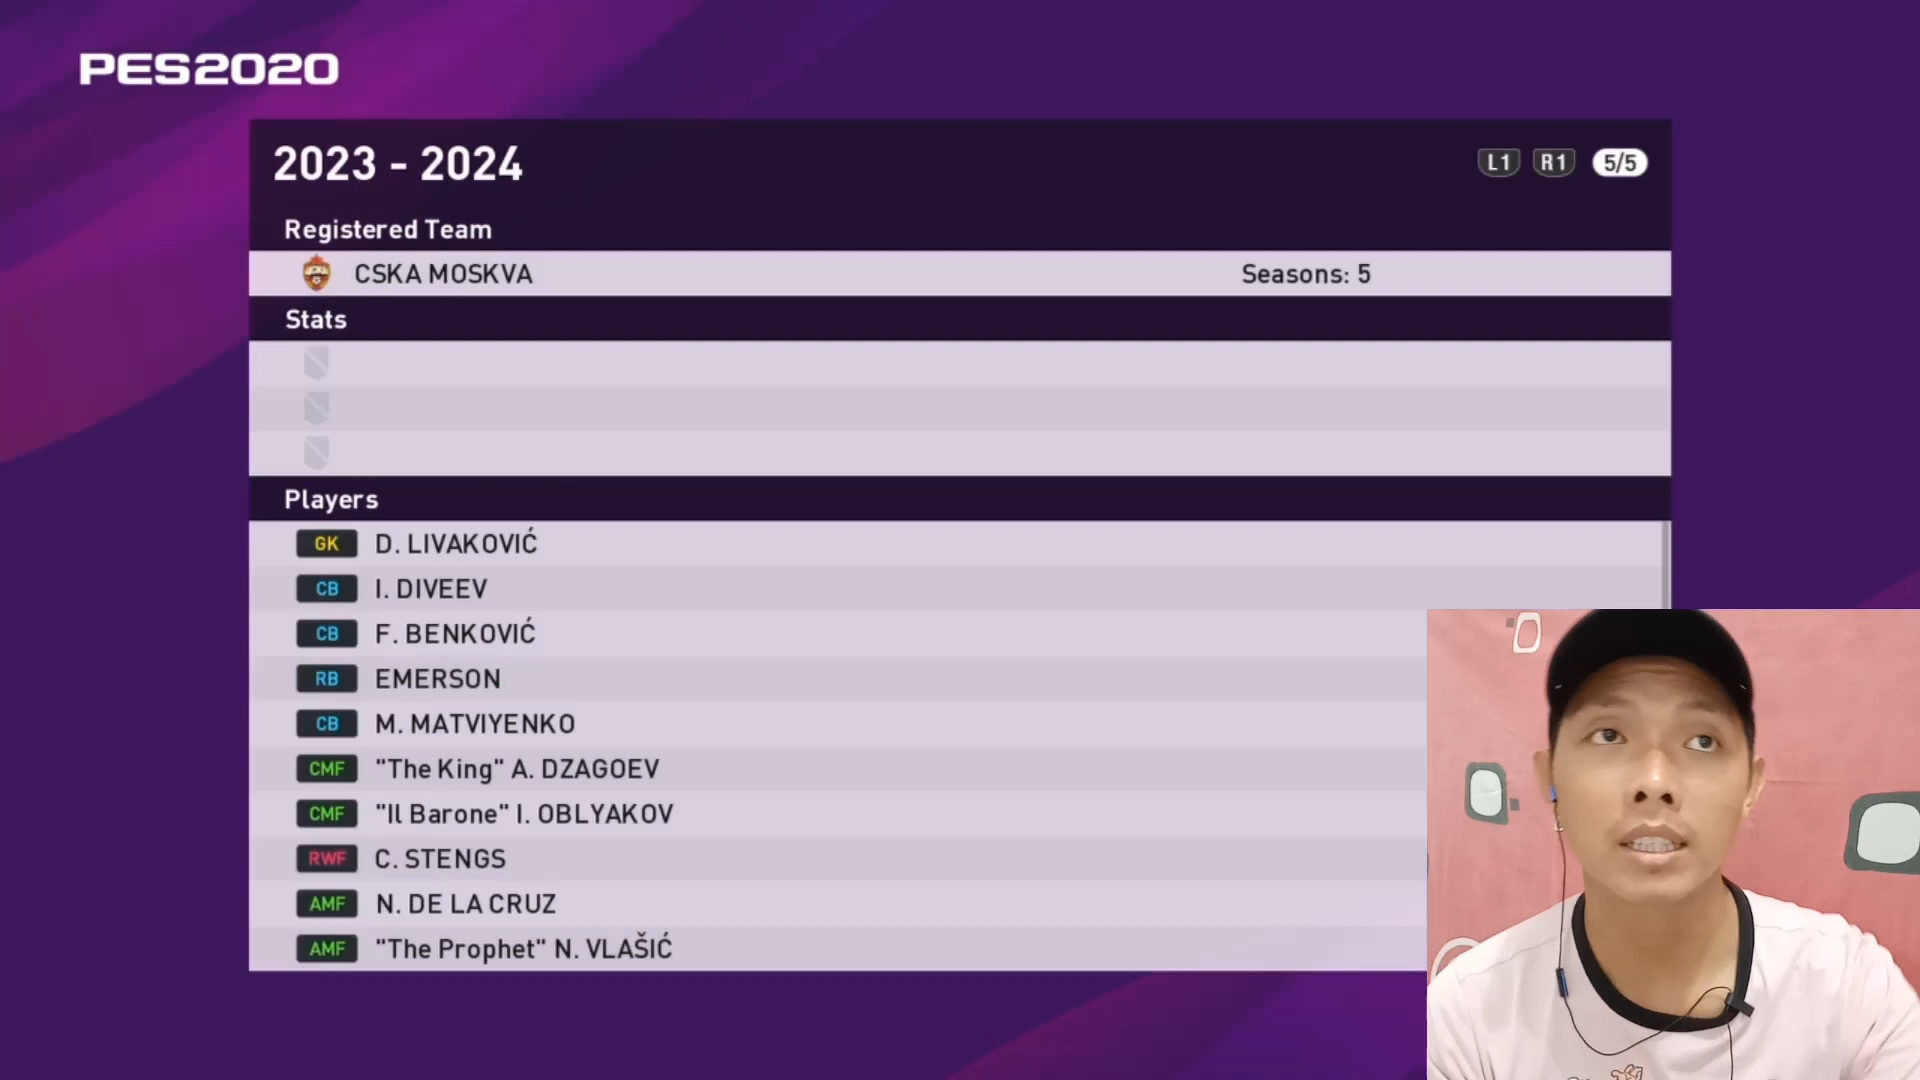 PES2020
2023 - 2024
L1 R1 5/5
Registered Team
CSKA MOSKVA Seasons: 5
Stats
Players
GK D. LIVAKOVIĆ
CB I. DIVEEV
CB F. BENKOVIĆ
RB EMERSON
CB M. MATVIYENKO
CMF "The King" A. DZAGOEV
CMF "Il Barone" I. OBLYAKOV
RWF C. STENGS
AMF N. DE LA CRUZ
AMF "The Prophet" N. VLAŠIĆ